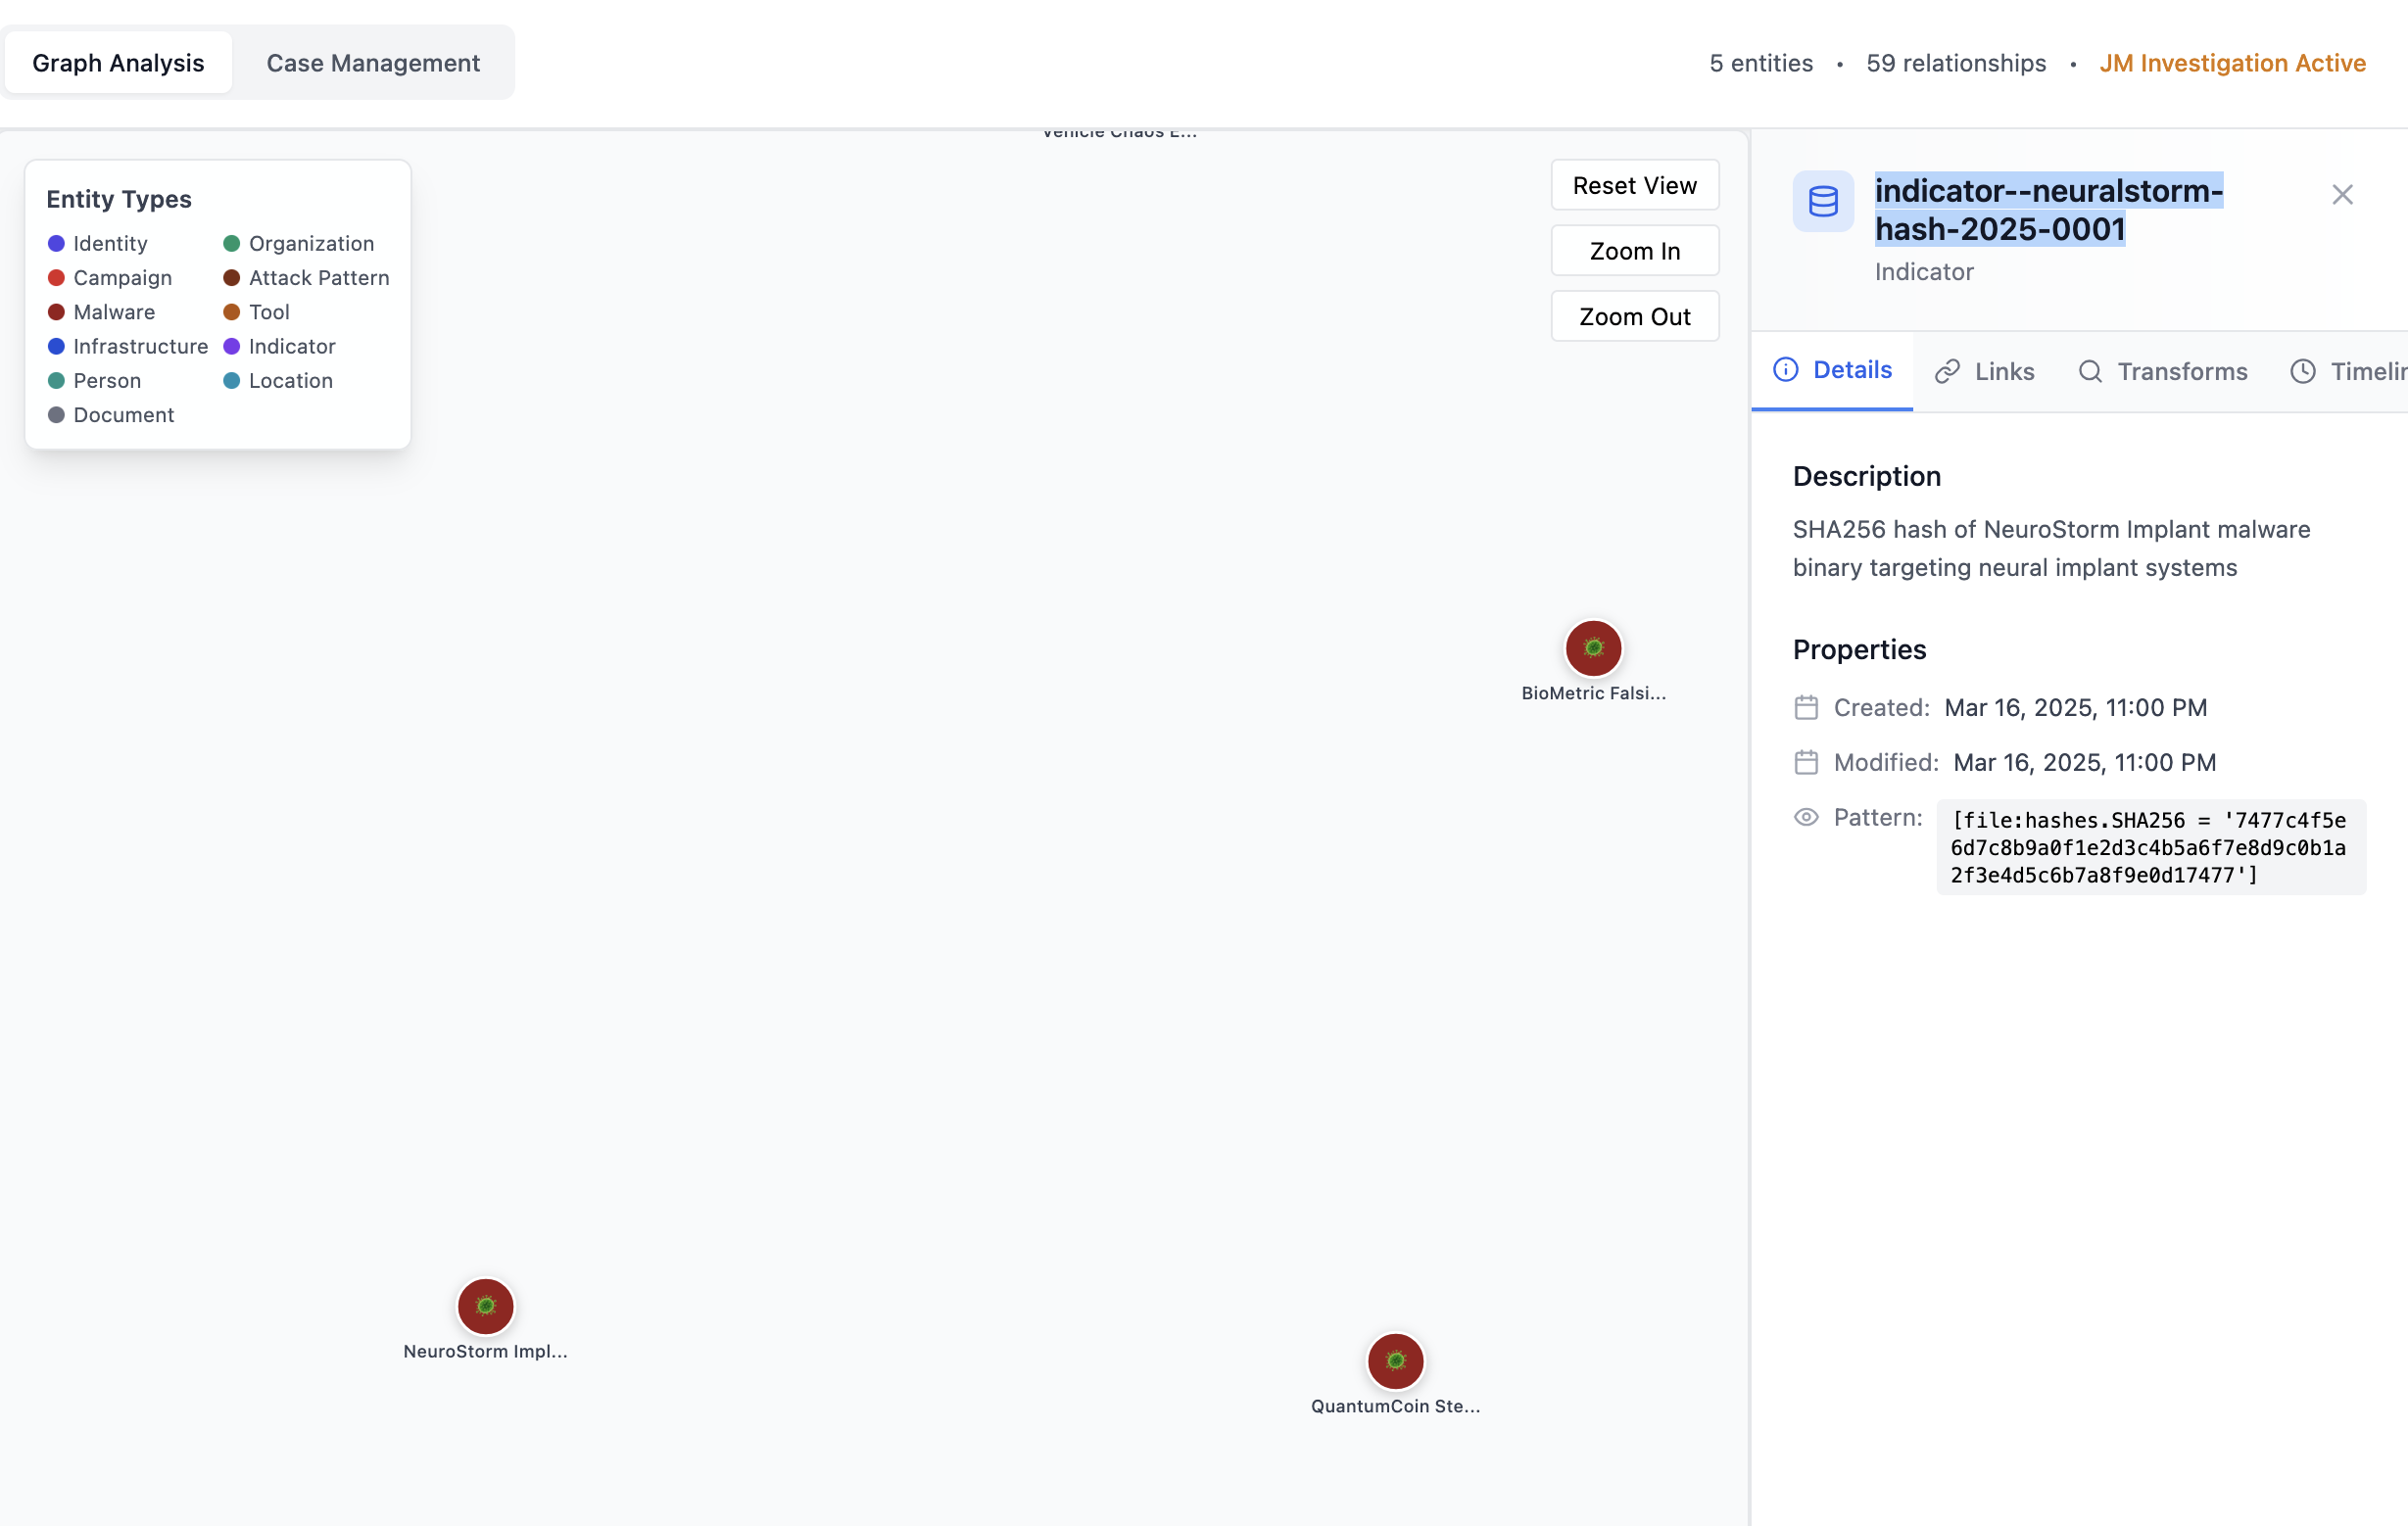 Graph Analysis
Case Management
5 entities • 59 relationships • JM Investigation Active
Vehicle Chaos E...
Entity Types
Identity
Organization
Campaign
Attack Pattern
Malware
Tool
Infrastructure
Indicator
Person
Location
Document
Reset View
Zoom In
Zoom Out
BioMetric Falsi...
NeuroStorm Impl...
QuantumCoin Ste...
indicator--neuralstorm-
hash-2025-0001
Indicator
Details
Links
Transforms
Timelin
Description
SHA256 hash of NeuroStorm Implant malware
binary targeting neural implant systems
Properties
Created: Mar 16, 2025, 11:00 PM
Modified: Mar 16, 2025, 11:00 PM
Pattern: [file:hashes.SHA256 = '7477c4f5e
6d7c8b9a0f1e2d3c4b5a6f7e8d9c0b1a
2f3e4d5c6b7a8f9e0d17477']